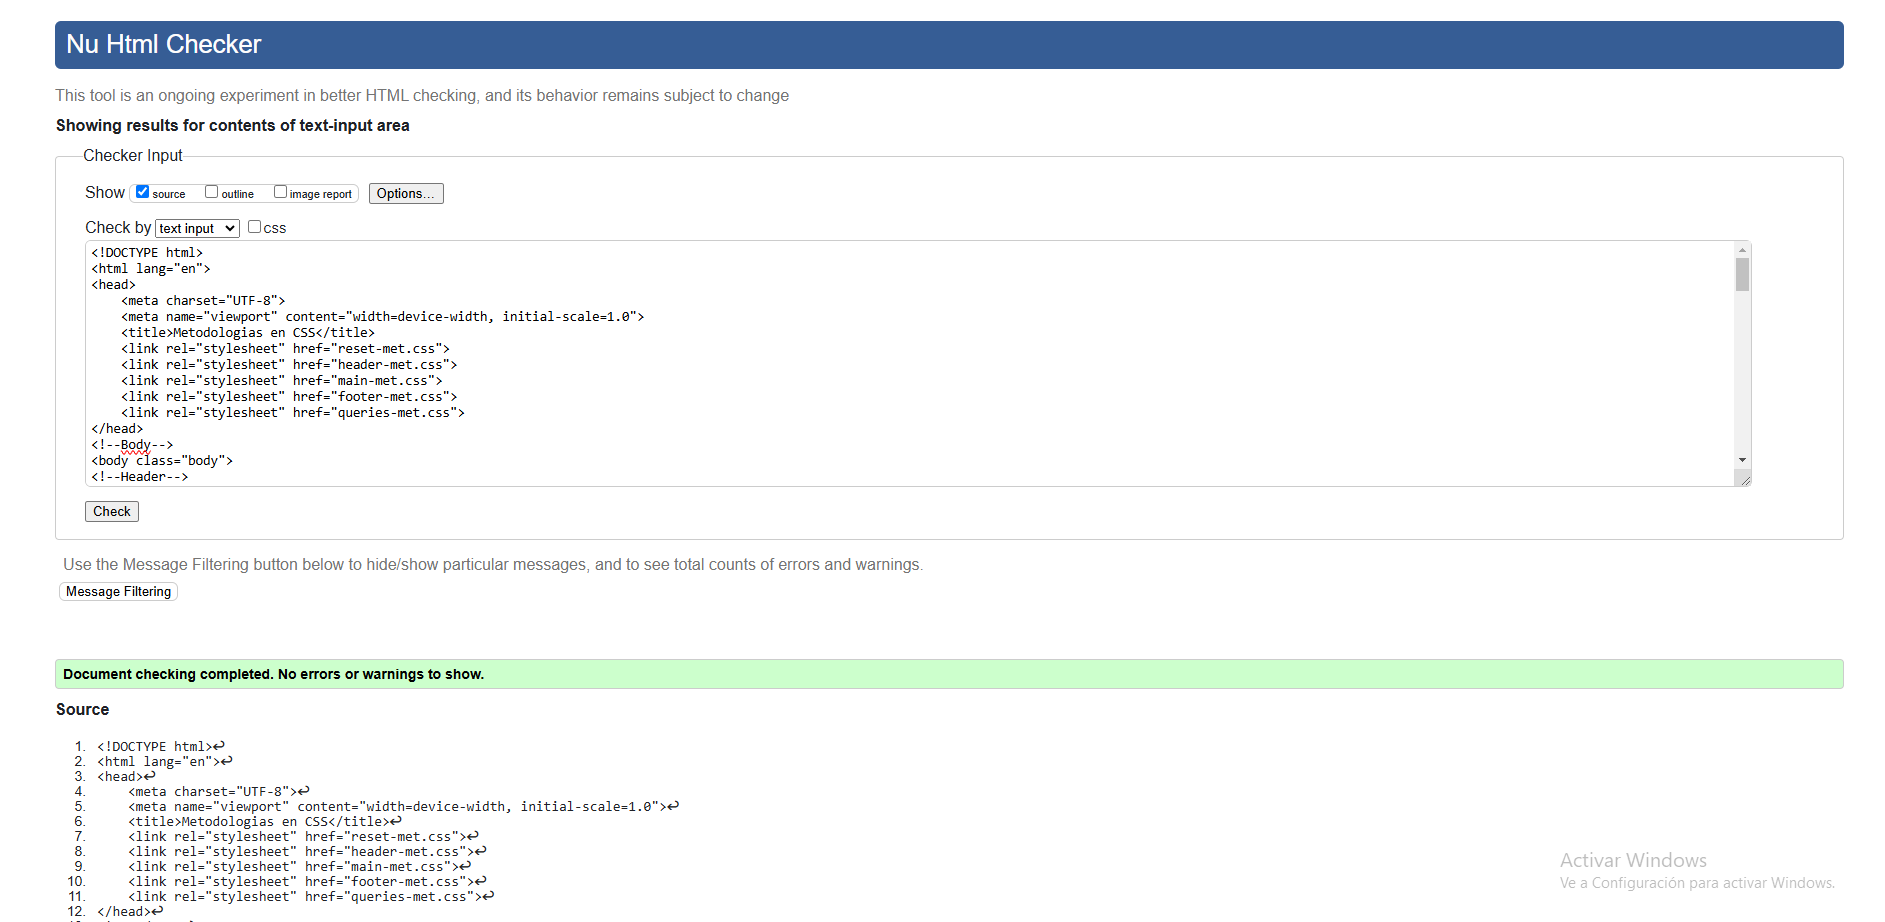 Nu Html Checker
This tool is an ongoing experiment in better HTML checking, and its behavior remains subject to change
Showing results for contents of text-input area
Checker Input
Show source outline image report Options...
Check by text input css
<!DOCTYPE html>
<html lang="en">
<head>
    <meta charset="UTF-8">
    <meta name="viewport" content="width=device-width, initial-scale=1.0">
    <title>Metodologias en CSS</title>
    <link rel="stylesheet" href="reset-met.css">
    <link rel="stylesheet" href="header-met.css">
    <link rel="stylesheet" href="main-met.css">
    <link rel="stylesheet" href="footer-met.css">
    <link rel="stylesheet" href="queries-met.css">
</head>
<!--Body-->
<body class="body">
<!--Header-->
Check
Use the Message Filtering button below to hide/show particular messages, and to see total counts of errors and warnings.
Message Filtering
Document checking completed. No errors or warnings to show.
Source
1. <!DOCTYPE html>↩
2. <html lang="en">↩
3. <head>↩
4.     <meta charset="UTF-8">↩
5.     <meta name="viewport" content="width=device-width, initial-scale=1.0">↩
6.     <title>Metodologias en CSS</title>↩
7.     <link rel="stylesheet" href="reset-met.css">↩
8.     <link rel="stylesheet" href="header-met.css">↩
9.     <link rel="stylesheet" href="main-met.css">↩
10.     <link rel="stylesheet" href="footer-met.css">↩
11.     <link rel="stylesheet" href="queries-met.css">↩
12. </head>↩
Activar Windows
Ve a Configuración para activar Windows.